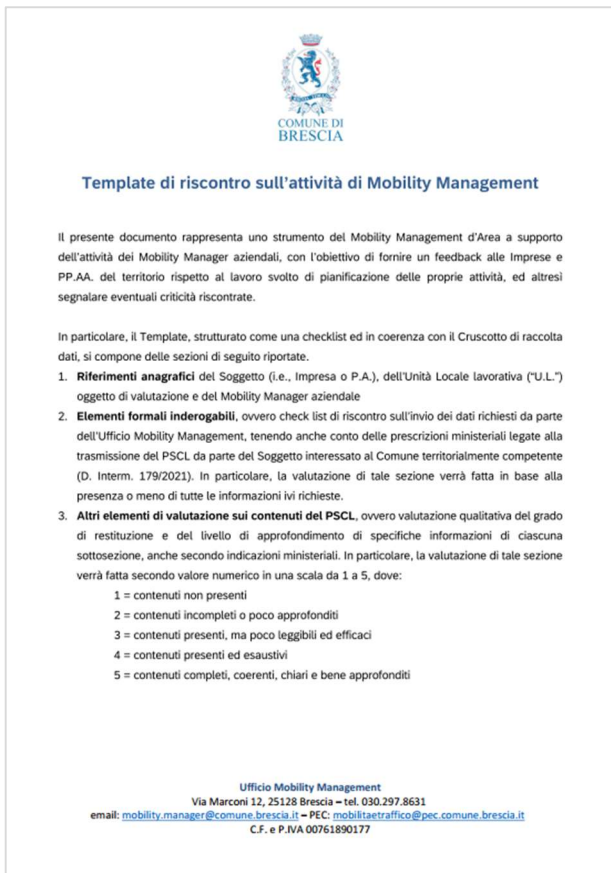 COMUNE DI
BRESCIA
Template di riscontro sull'attività di Mobility Management
Il presente documento rappresenta uno strumento del Mobility Management d'Area a supporto
dell'attività dei Mobility Manager aziendali, con l'obiettivo di fornire un feedback alle Imprese e
PP.AA. del territorio rispetto al lavoro svolto di pianificazione delle proprie attività, ed altresì
segnalare eventuali criticità riscontrate.
In particolare, il Template, strutturato come una checklist ed in coerenza con il Cruscotto di raccolta
dati, si compone delle sezioni di seguito riportate.
1. Riferimenti anagrafici del Soggetto (i.e., Impresa o P.A.), dell'Unità Locale lavorativa ("U.L.")
oggetto di valutazione e del Mobility Manager aziendale
2. Elementi formali inderogabili, ovvero check list di riscontro sull'invio dei dati richiesti da parte
dell'Ufficio Mobility Management, tenendo anche conto delle prescrizioni ministeriali legate alla
trasmissione del PSCL da parte del Soggetto interessato al Comune territorialmente competente
(D. Interm. 179/2021). In particolare, la valutazione di tale sezione verrà fatta in base alla
presenza o meno di tutte le informazioni ivi richieste.
3. Altri elementi di valutazione sui contenuti del PSCL, ovvero valutazione qualitativa del grado
di restituzione e del livello di approfondimento di specifiche informazioni di ciascuna
sottosezione, anche secondo indicazioni ministeriali. In particolare, la valutazione di tale sezione
verrà fatta secondo valore numerico in una scala da 1 a 5, dove:
1 = contenuti non presenti
2 = contenuti incompleti o poco approfonditi
3 = contenuti presenti, ma poco leggibili ed efficaci
4 = contenuti presenti ed esaustivi
5 = contenuti completi, coerenti, chiari e bene approfonditi
Ufficio Mobility Management
Via Marconi 12, 25128 Brescia – tel. 030.297.8631
email: mobility.manager@comune.brescia.it – PEC: mobilitaetraffico@pec.comune.brescia.it
C.F. e P.IVA 00761890177